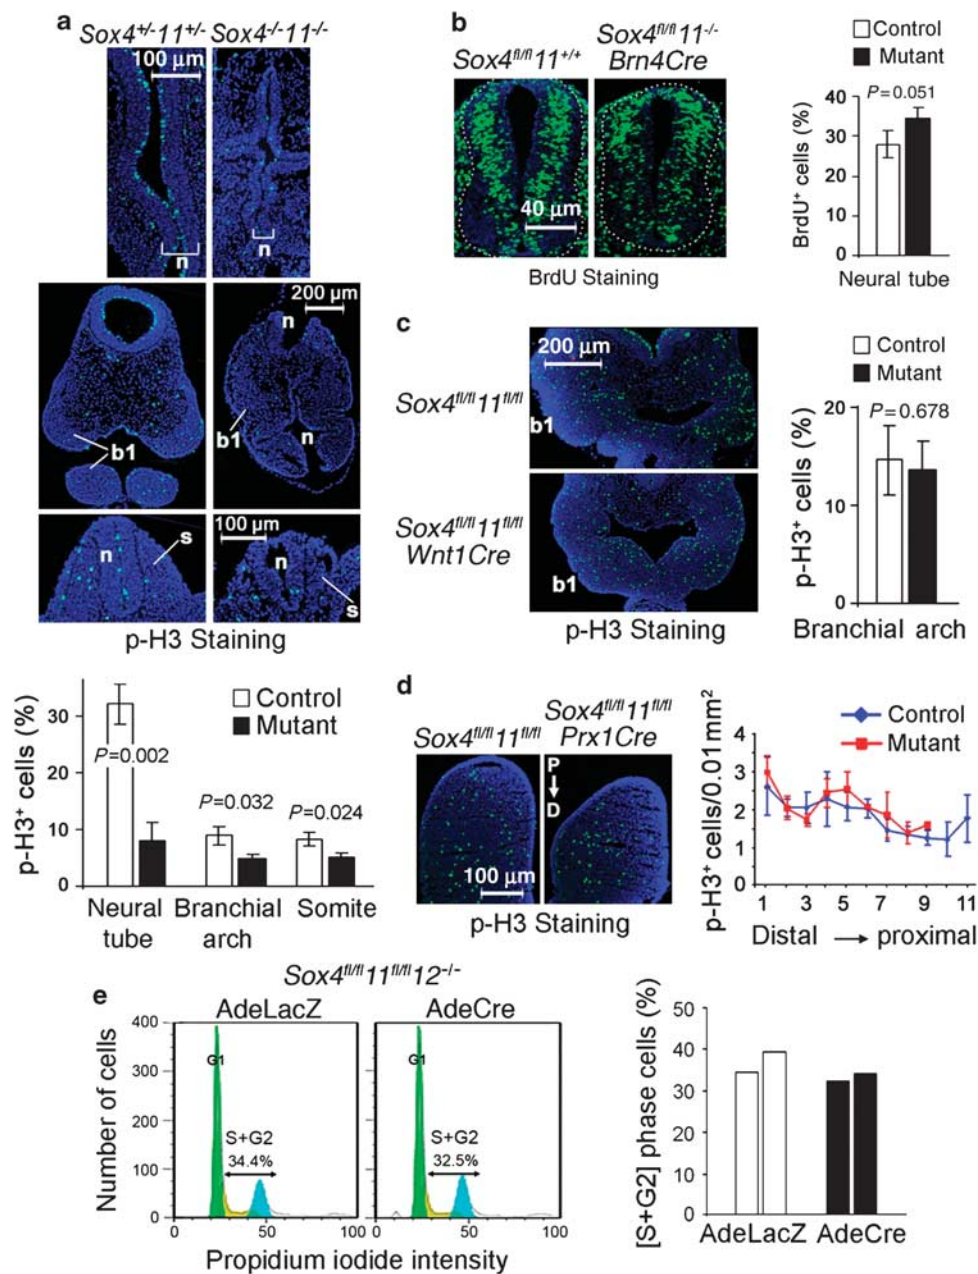 a
Sox4+/-11+/- Sox4-/-11-/-
100 μm
n
n
200 μm
n
b1
b1
n
100 μm
n
s
s
p-H3 Staining
p-H3+ cells (%)
30
20
10
0
Control
Mutant
P=0.002
P=0.032
P=0.024
Neural tube
Branchial arch
Somite
b
Sox4fl/fl11+/+
Sox4fl/fl11-/-
Brn4Cre
40 μm
BrdU Staining
Control
Mutant
P=0.051
BrdU+ cells (%)
40
30
20
10
0
Neural tube
c
Sox4fl/fl11fl/fl
200 μm
b1
Sox4fl/fl11fl/fl
Wnt1Cre
b1
p-H3 Staining
Control
Mutant
P=0.678
p-H3+ cells (%)
20
10
0
Branchial arch
d
Sox4fl/fl11fl/fl
Sox4fl/fl11fl/fl
Prx1Cre
P
D
100 μm
p-H3 Staining
Control
Mutant
p-H3+ cells/0.01mm2
4
3
2
1
0
1 3 5 7 9 11
Distal → proximal
e
Sox4fl/fl11fl/fl12-/-
AdeLacZ
AdeCre
Number of cells
400
300
200
100
0
G1
S+G2
34.4%
G1
S+G2
32.5%
0 50 100
0 50 100
Propidium iodide intensity
[S+G2] phase cells (%)
50
40
30
20
10
0
AdeLacZ AdeCre